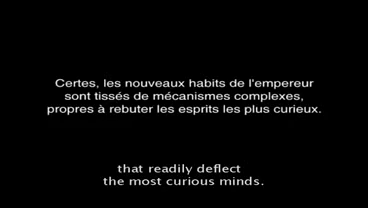 Certes, les nouveaux habits de l'empereur
sont tissés de mécanismes complexes,
propres à rebuter les esprits les plus curieux.
that readily deflect
the most curious minds.